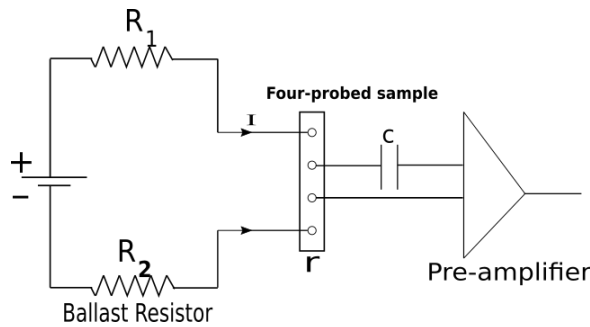 R1
Four-probed sample
I
c
+
−
R2
r
Pre-amplifier
Ballast Resistor